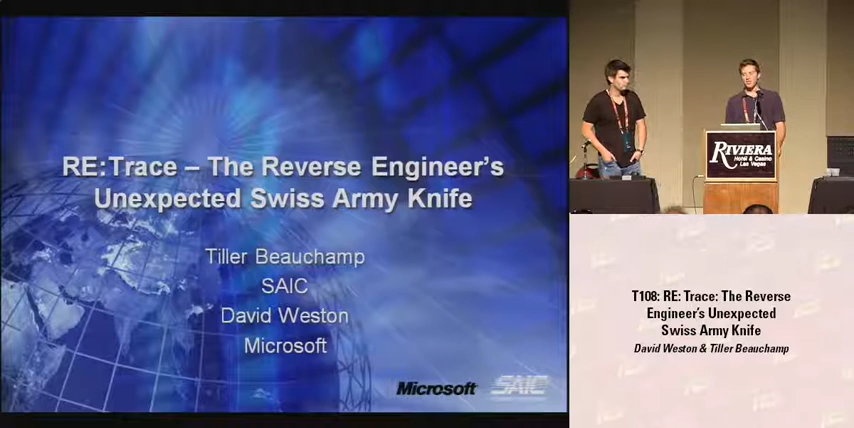 RE:Trace – The Reverse Engineer's
Unexpected Swiss Army Knife
Tiller Beauchamp
SAIC
David Weston
Microsoft
Microsoft
SAIC
RIVIERA
Hotel & Casino
Las Vegas
T108: RE: Trace: The Reverse
Engineer's Unexpected
Swiss Army Knife
David Weston & Tiller Beauchamp